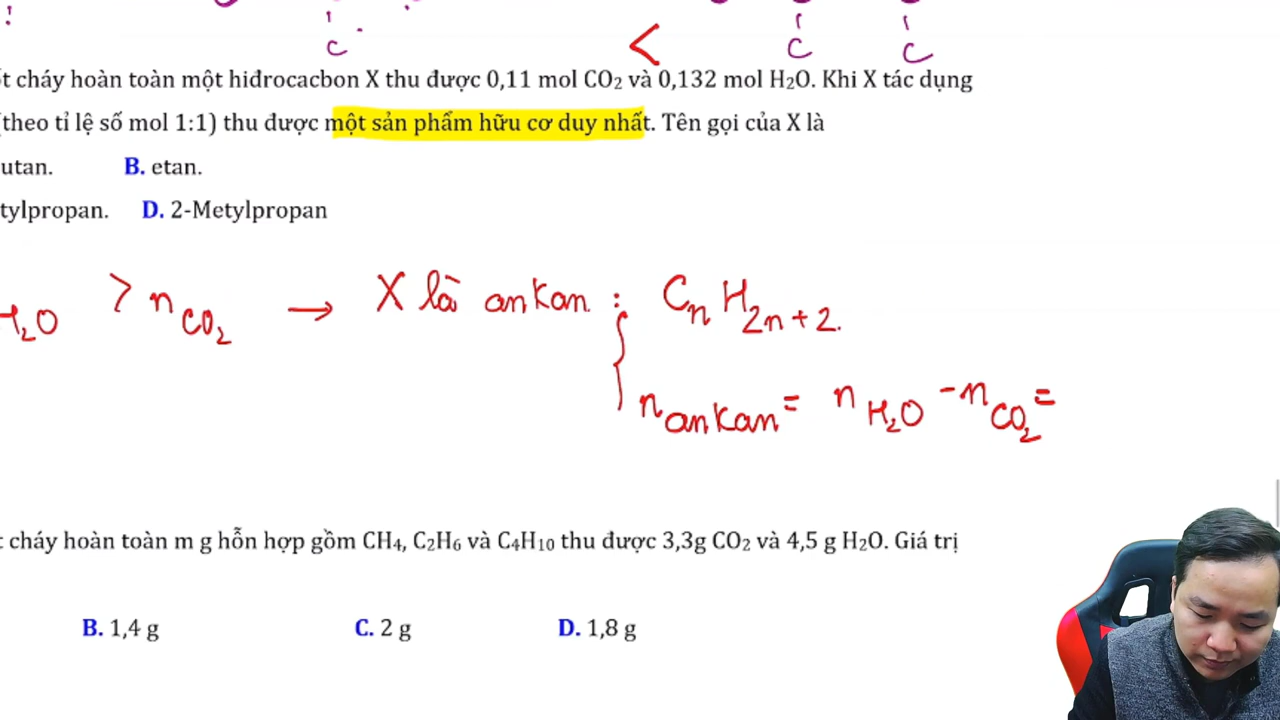 !
C
<
C
C
t cháy hoàn toàn một hiđrocacbon X thu được 0,11 mol CO₂ và 0,132 mol H₂O. Khi X tác dụng
(theo tỉ lệ số mol 1:1) thu được một sản phẩm hữu cơ duy nhất. Tên gọi của X là
utan. B. etan.
tylpropan. D. 2-Metylpropan
H₂O > n CO₂ → X là ankan : CnH2n+2.
n ankan = n H₂O - n CO₂ =
t cháy hoàn toàn m g hỗn hợp gồm CH₄, C₂H₆ và C₄H₁₀ thu được 3,3g CO₂ và 4,5 g H₂O. Giá trị
B. 1,4 g C. 2 g D. 1,8 g